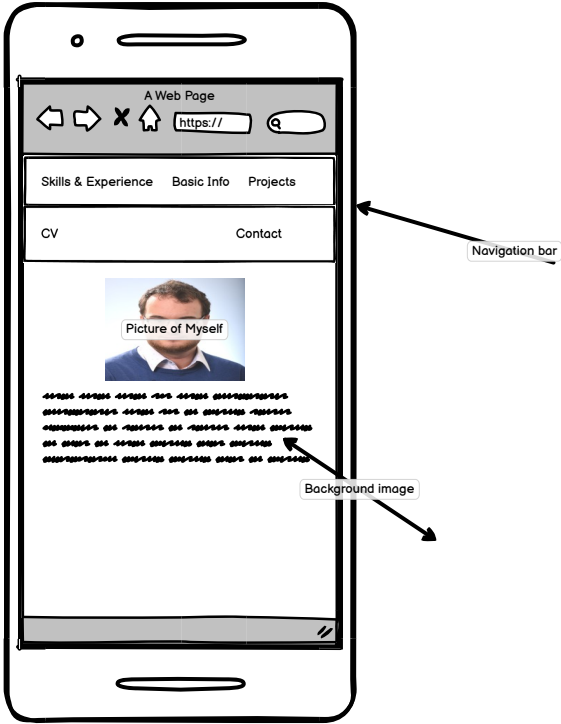 A Web Page
https://
Skills & Experience Basic Info Projects
CV Contact
Navigation bar
Picture of Myself
Background image